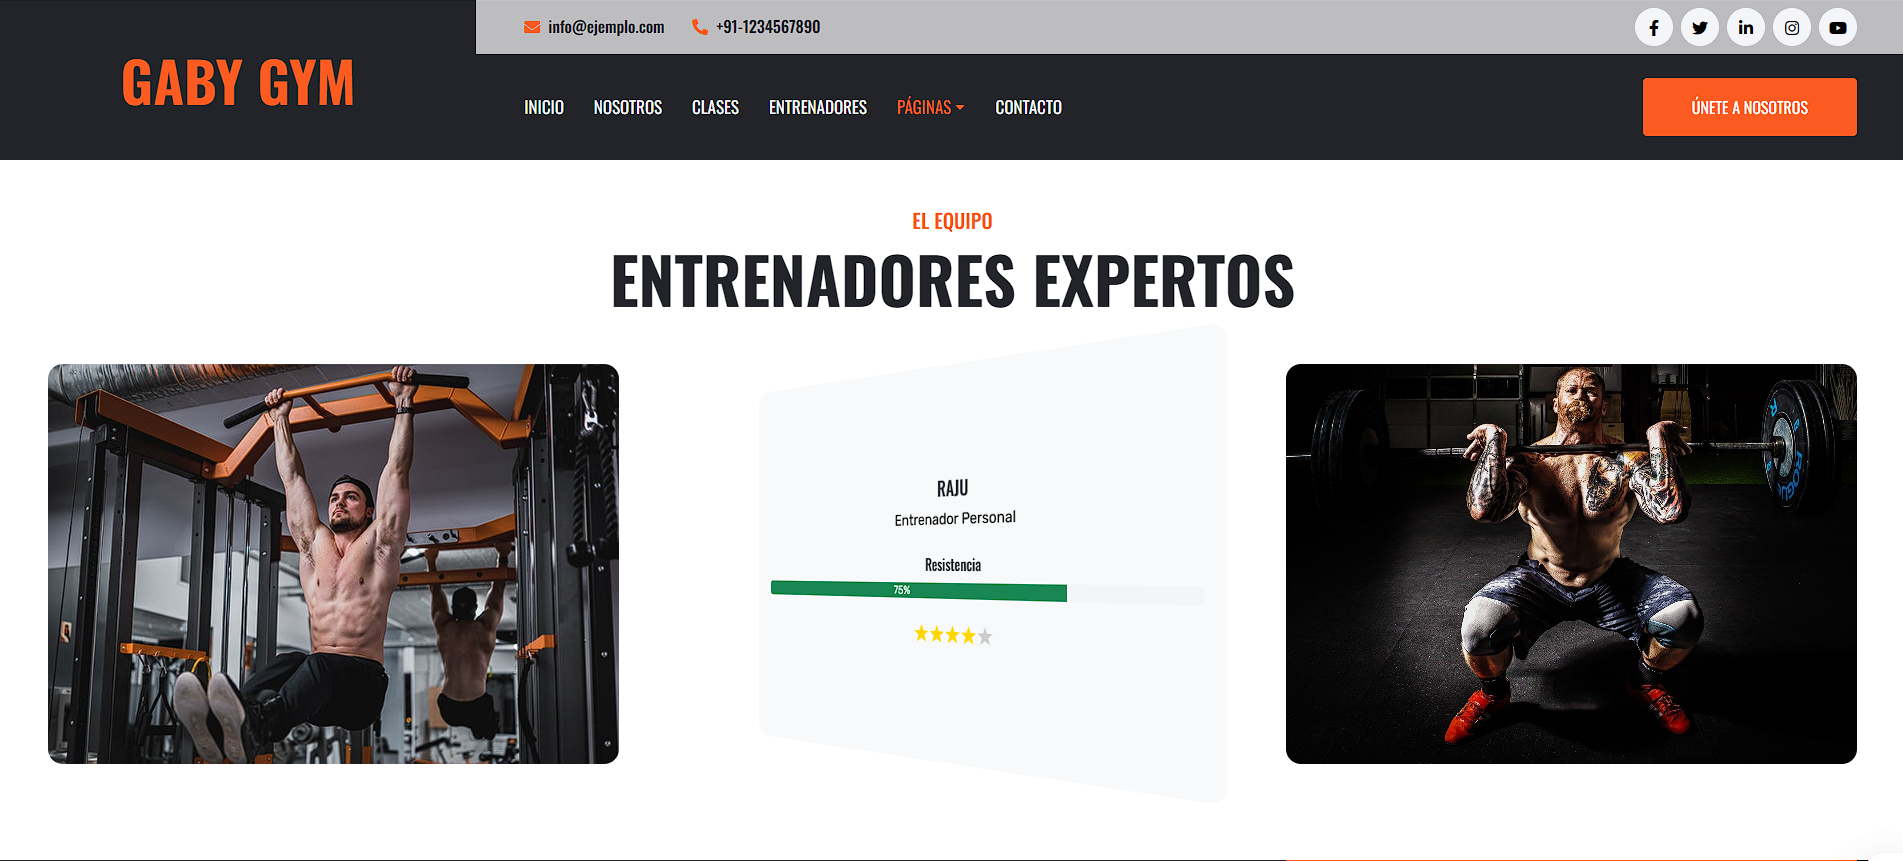 GABY GYM
info@ejemplo.com
+91-1234567890
INICIO
NOSOTROS
CLASES
ENTRENADORES
PÁGINAS
CONTACTO
ÚNETE A NOSOTROS
EL EQUIPO
ENTRENADORES EXPERTOS
RAJU
Entrenador Personal
Resistencia
75%